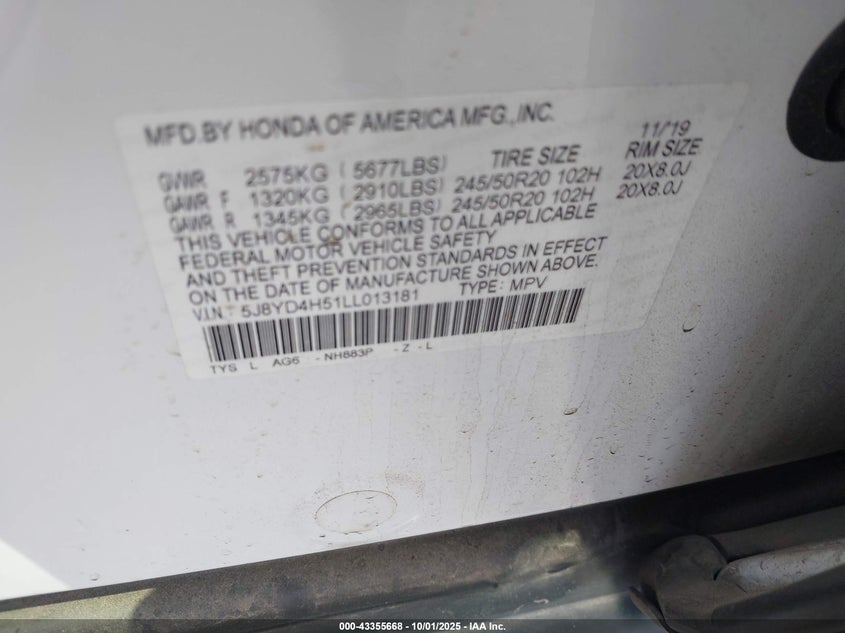 MFD.BY HONDA OF AMERICA MFG.,INC.
11/19
GVWR 2575KG (5677LBS) TIRE SIZE RIM SIZE
GAWR F 1320KG (2910LBS) 245/50R20 102H 20X8.0J
GAWR R 1345KG (2965LBS) 245/50R20 102H 20X8.0J
THIS VEHICLE CONFORMS TO ALL APPLICABLE
FEDERAL MOTOR VEHICLE SAFETY
AND THEFT PREVENTION STANDARDS IN EFFECT
ON THE DATE OF MANUFACTURE SHOWN ABOVE.
V.I.N : 5J8YD4H51LL013181 TYPE: MPV
TYS L AG6 -NH883P -Z -L
000-43355668 - 10/01/2025 - IAA Inc.